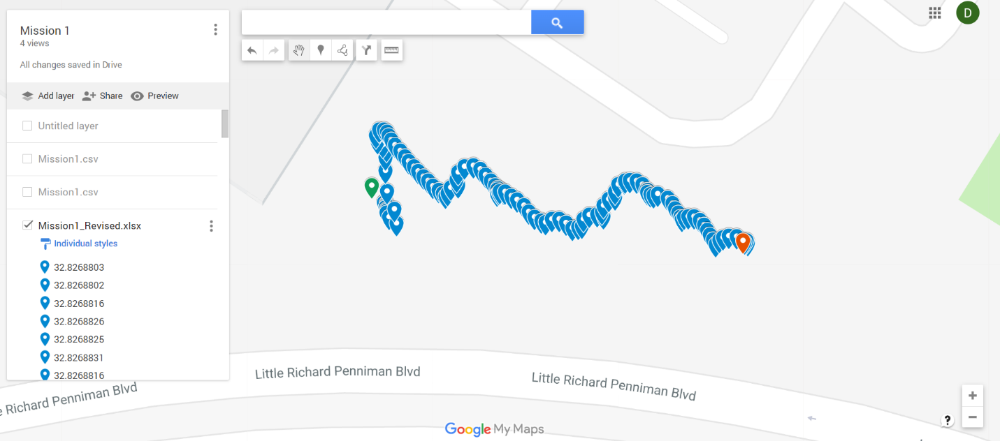 Mission 1
4 views
All changes saved in Drive
Add layer Share Preview
Untitled layer
Mission1.csv
Mission1.csv
Mission1_Revised.xlsx
Individual styles
32.8268803
32.8268802
32.8268816
32.8268826
32.8268825
32.8268831
32.8268816
D
Little Richard Penniman Blvd
Little Richard Penniman Blvd
e Richard Penniman Blvd
Google My Maps
+
−
?